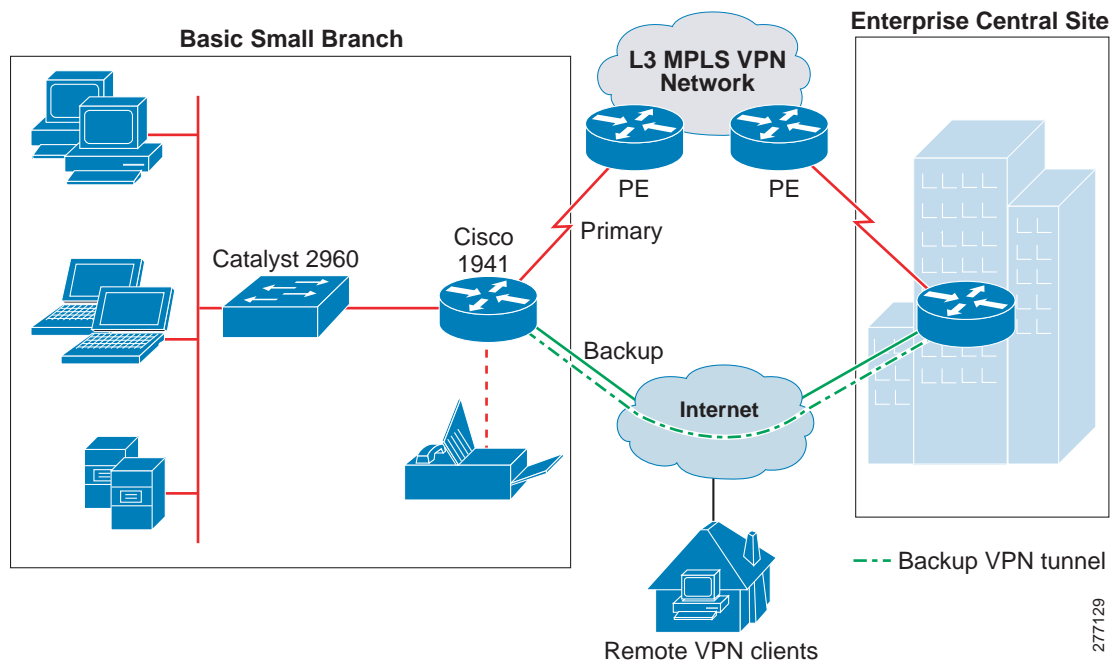 Enterprise Central Site
Basic Small Branch
L3 MPLS VPN
Network
PE
PE
Primary
Cisco
1941
Catalyst 2960
Backup
Internet
Backup VPN tunnel
Remote VPN clients
277129